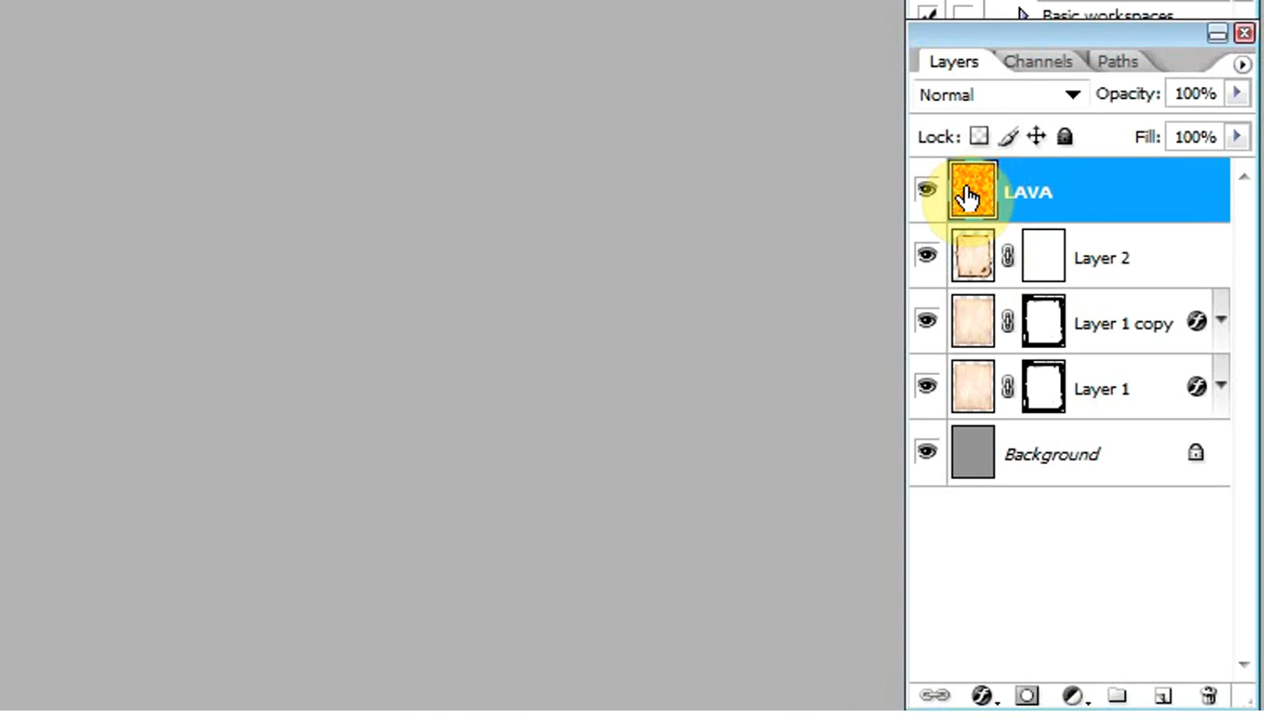 Basic workspaces
Layers Channels Paths
Normal Opacity: 100%
Lock: Fill: 100%
LAVA
Layer 2
Layer 1 copy
Layer 1
Background